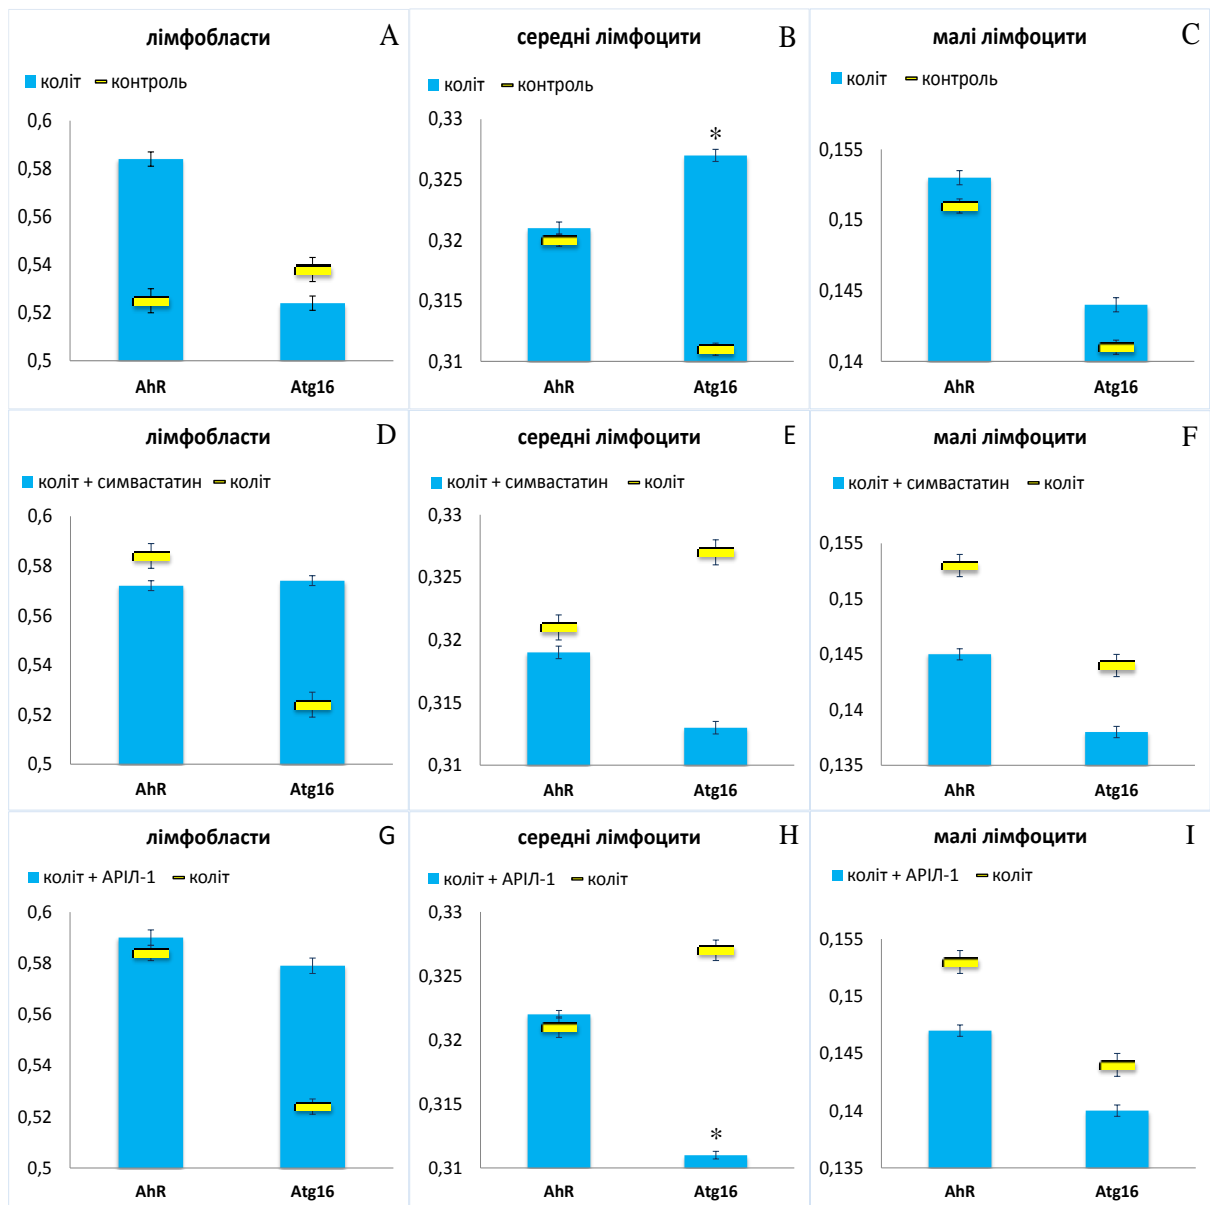 лімфобласти A
коліт контроль
0,6
0,58
0,56
0,54
0,52
0,5
AhR Atg16
середні лімфоцити B
коліт контроль
0,33
*
0,325
0,32
0,315
0,31
AhR Atg16
малі лімфоцити C
коліт контроль
0,155
0,15
0,145
0,14
AhR Atg16
лімфобласти D
коліт + симвастатин коліт
0,6
0,58
0,56
0,54
0,52
0,5
AhR Atg16
середні лімфоцити E
коліт + симвастатин коліт
0,33
0,325
0,32
0,315
0,31
AhR Atg16
малі лімфоцити F
коліт + симвастатин коліт
0,155
0,15
0,145
0,14
0,135
AhR Atg16
лімфобласти G
коліт + АРІЛ-1 коліт
0,6
0,58
0,56
0,54
0,52
0,5
AhR Atg16
середні лімфоцити H
коліт + АРІЛ-1 коліт
0,33
0,325
0,32
0,315
*
0,31
AhR Atg16
малі лімфоцити I
коліт + АРІЛ-1 коліт
0,155
0,15
0,145
0,14
0,135
AhR Atg16